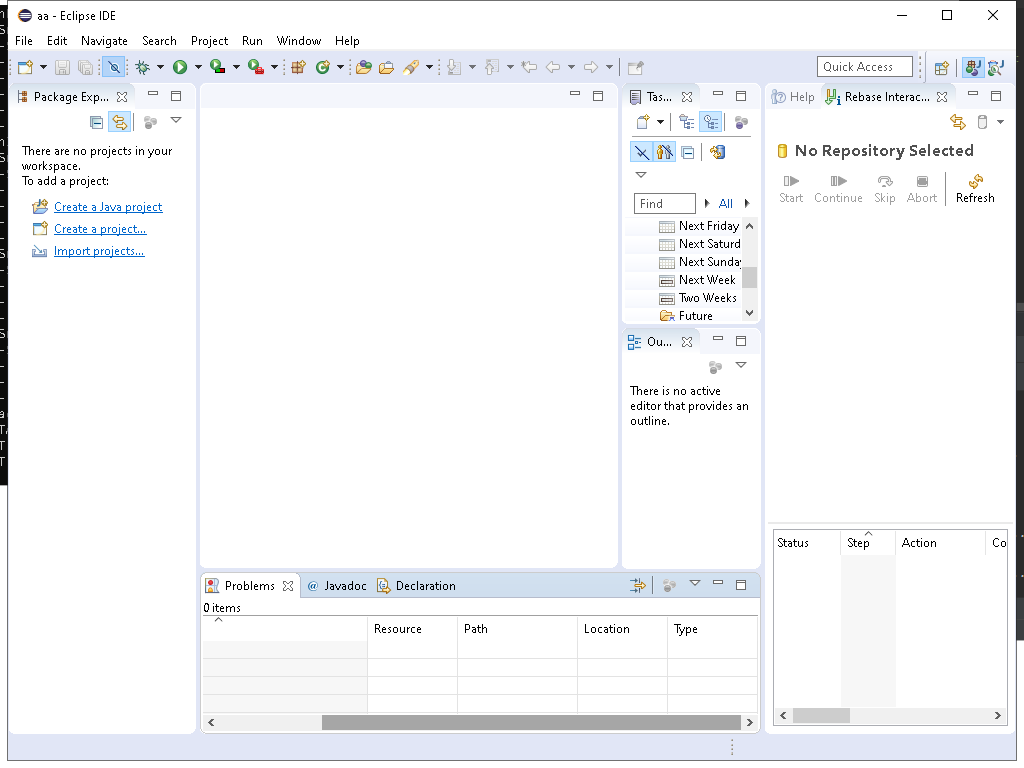 aa - Eclipse IDE
File Edit Navigate Search Project Run Window Help
Quick Access
Package Exp...
There are no projects in your
workspace.
To add a project:
Create a Java project
Create a project...
Import projects...
Tas...
Find
All
Next Friday
Next Saturd
Next Sunday
Next Week
Two Weeks
Future
Ou...
There is no active
editor that provides an
outline.
Help Rebase Interac...
No Repository Selected
Start Continue Skip Abort Refresh
Status Step Action Co
Problems @ Javadoc Declaration
0 items
Resource Path Location Type